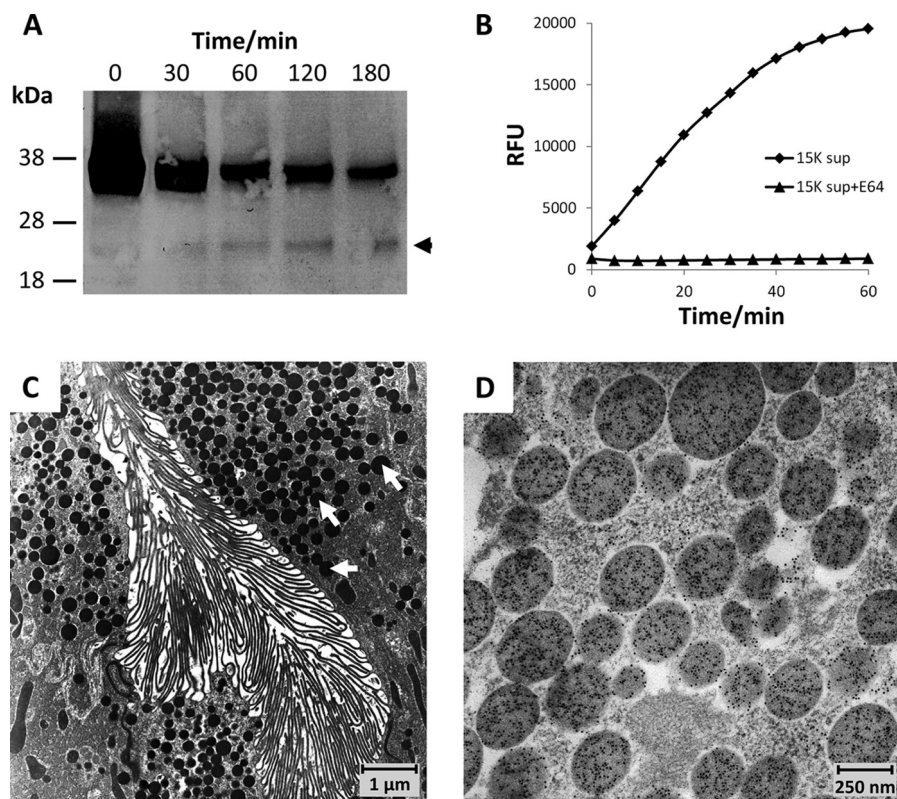 A
Time/min
0 30 60 120 180
kDa
38
28
18
B
20000
15000
10000
5000
0
RFU
15K sup
15K sup+E64
0 20 40 60
Time/min
C
1 µm
D
250 nm